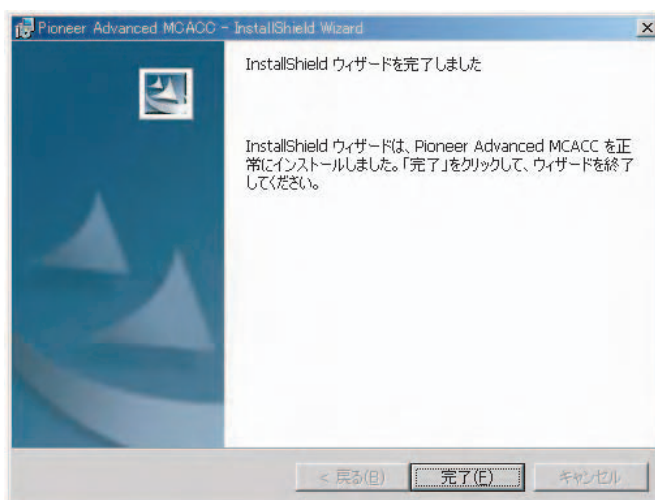 Pioneer Advanced MCACC - InstallShield Wizard
InstallShield ウィザードを完了しました
InstallShield ウィザードは、Pioneer Advanced MCACC を正
常にインストールしました。「完了」をクリックして、ウィザードを終了
してください。
< 戻る(B) 完了(F) キャンセル